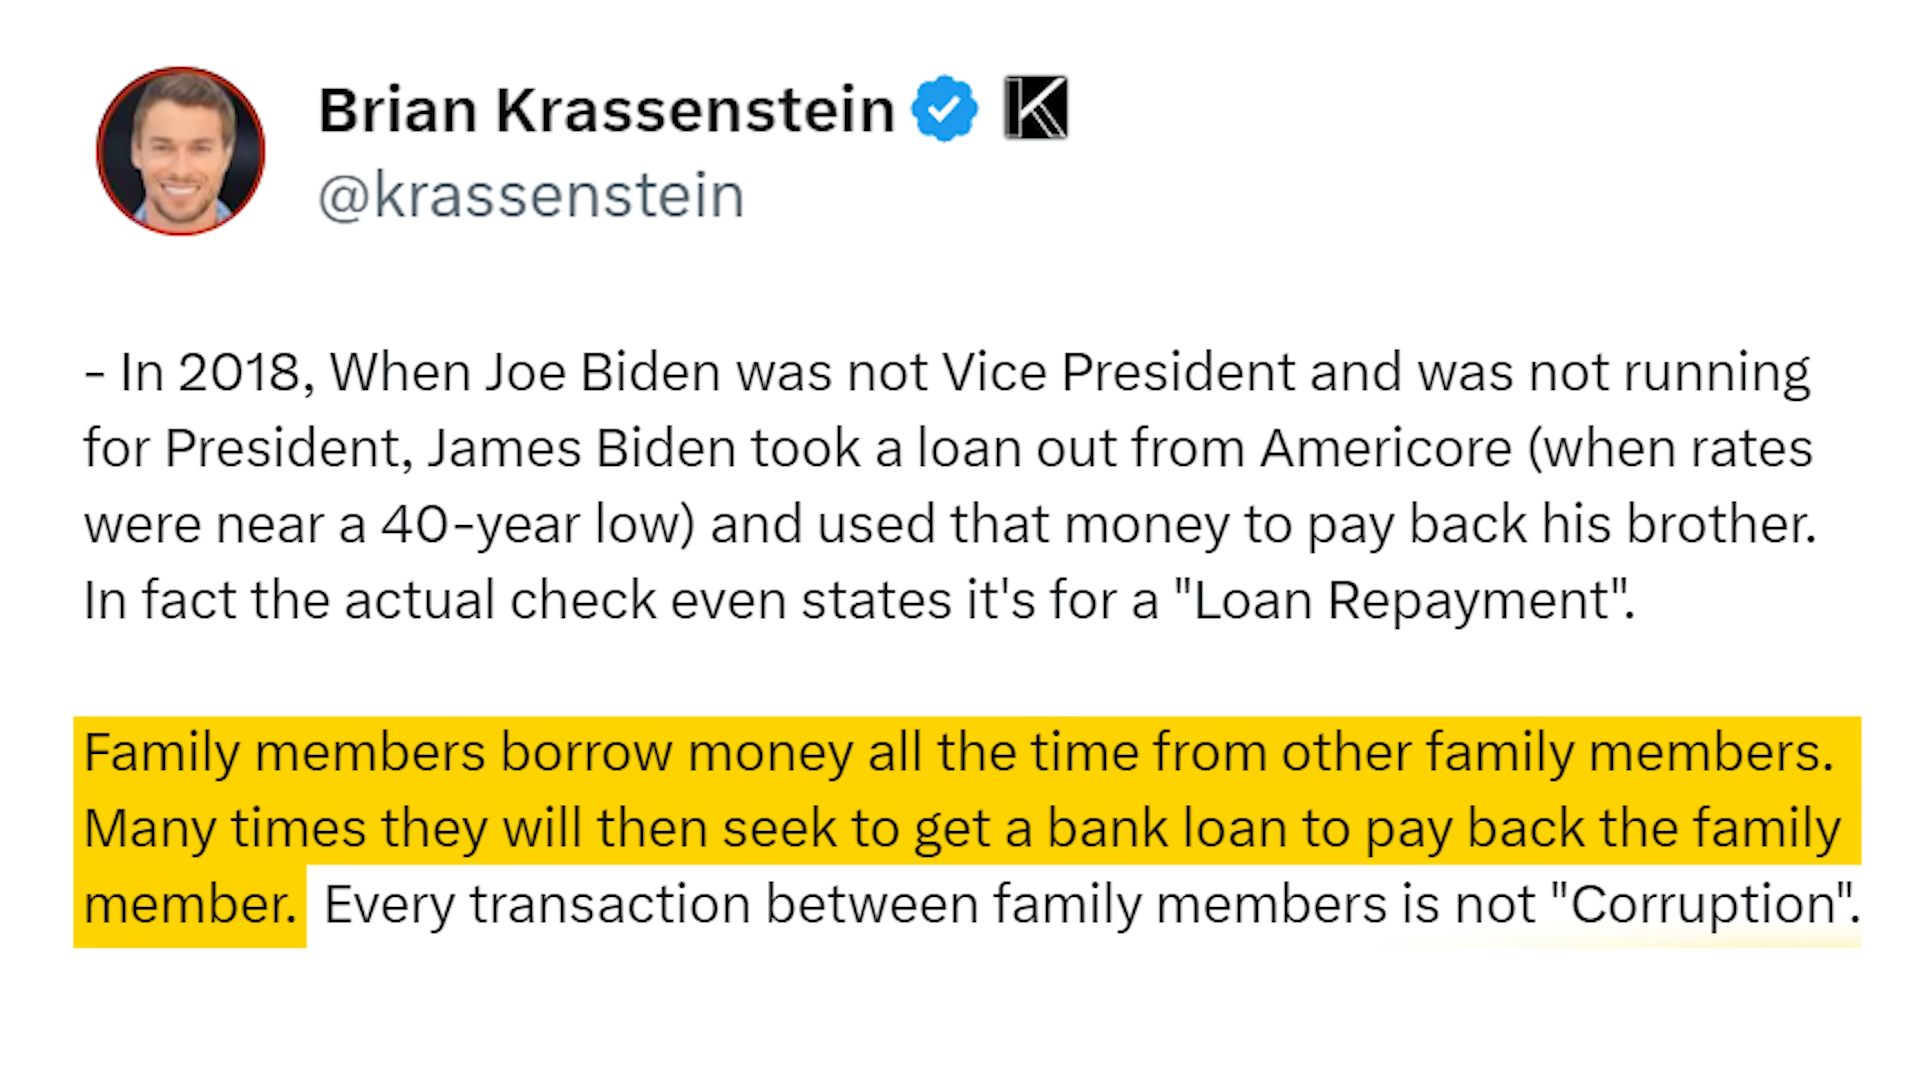 Brian Krassenstein
@krassenstein
- In 2018, When Joe Biden was not Vice President and was not running
for President, James Biden took a loan out from Americore (when rates
were near a 40-year low) and used that money to pay back his brother.
In fact the actual check even states it's for a "Loan Repayment".
Family members borrow money all the time from other family members.
Many times they will then seek to get a bank loan to pay back the family
member. Every transaction between family members is not "Corruption".